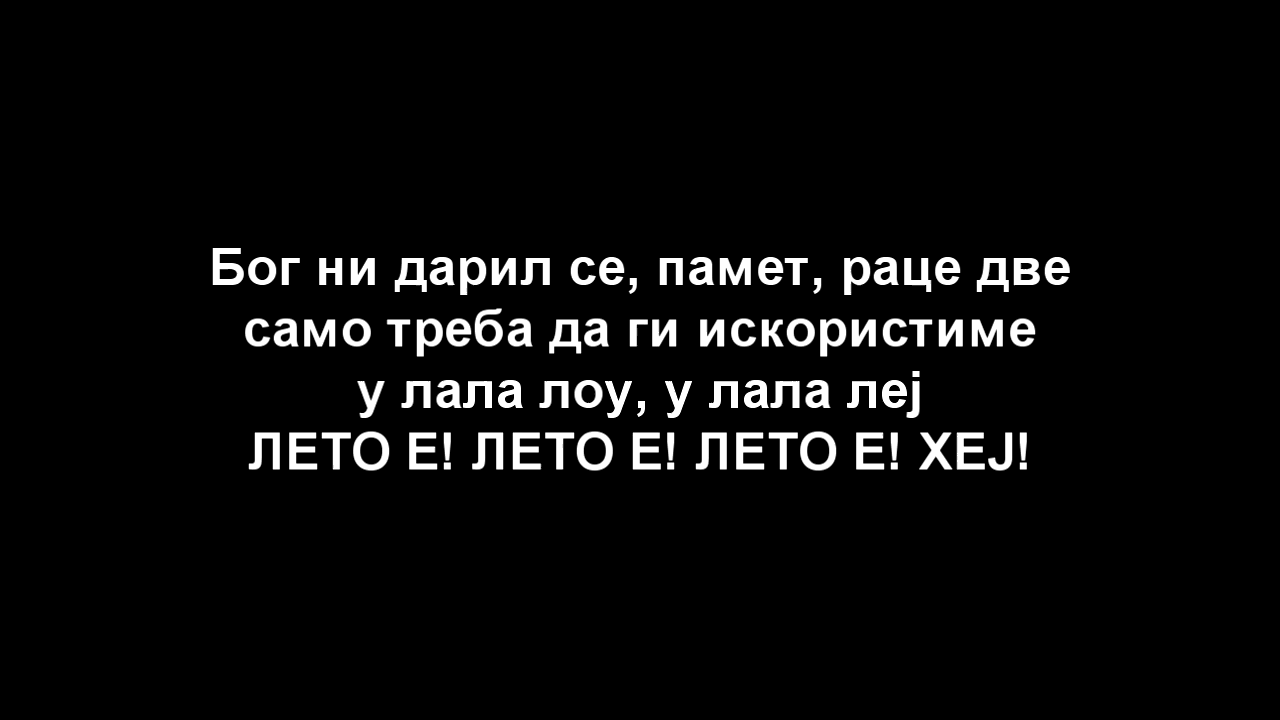 Бог ни дарил се, памет, раце две
само треба да ги искористиме
у лала лоу, у лала леј
ЛЕТО Е! ЛЕТО Е! ЛЕТО Е! ХЕЈ!